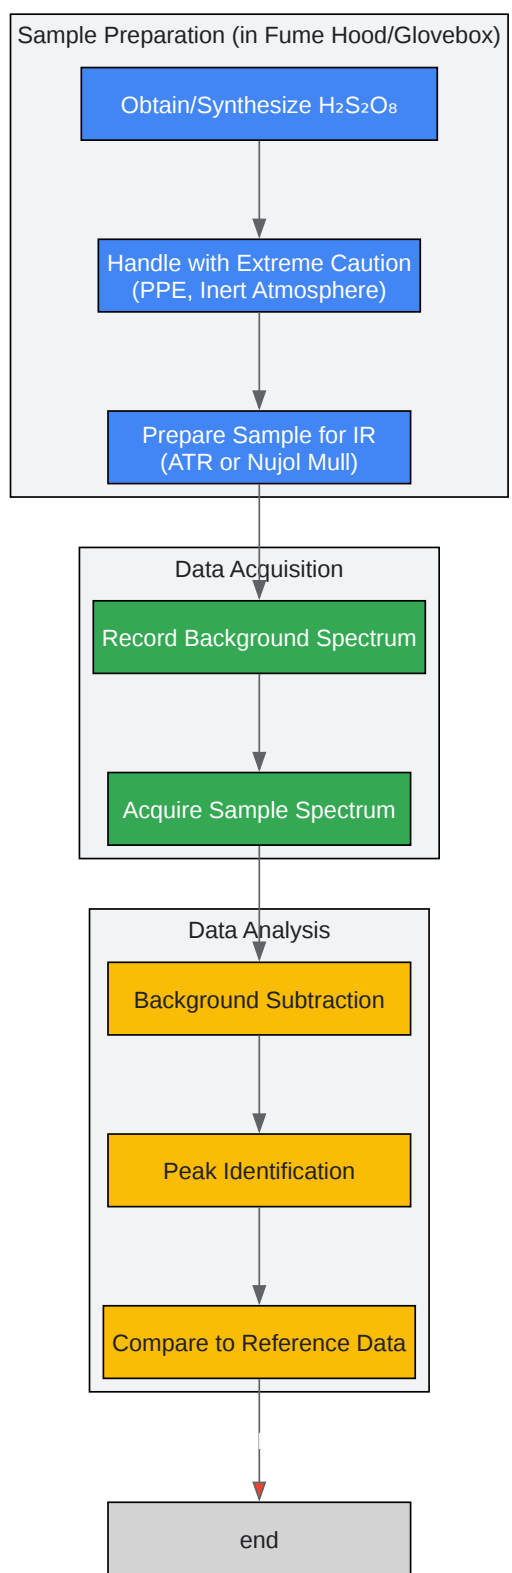 Sample Preparation (in Fume Hood/Glovebox)
Obtain/Synthesize H₂S₂O₈
Handle with Extreme Caution
(PPE, Inert Atmosphere)
Prepare Sample for IR
(ATR or Nujol Mull)
Data Acquisition
Record Background Spectrum
Acquire Sample Spectrum
Data Analysis
Background Subtraction
Peak Identification
Compare to Reference Data
end